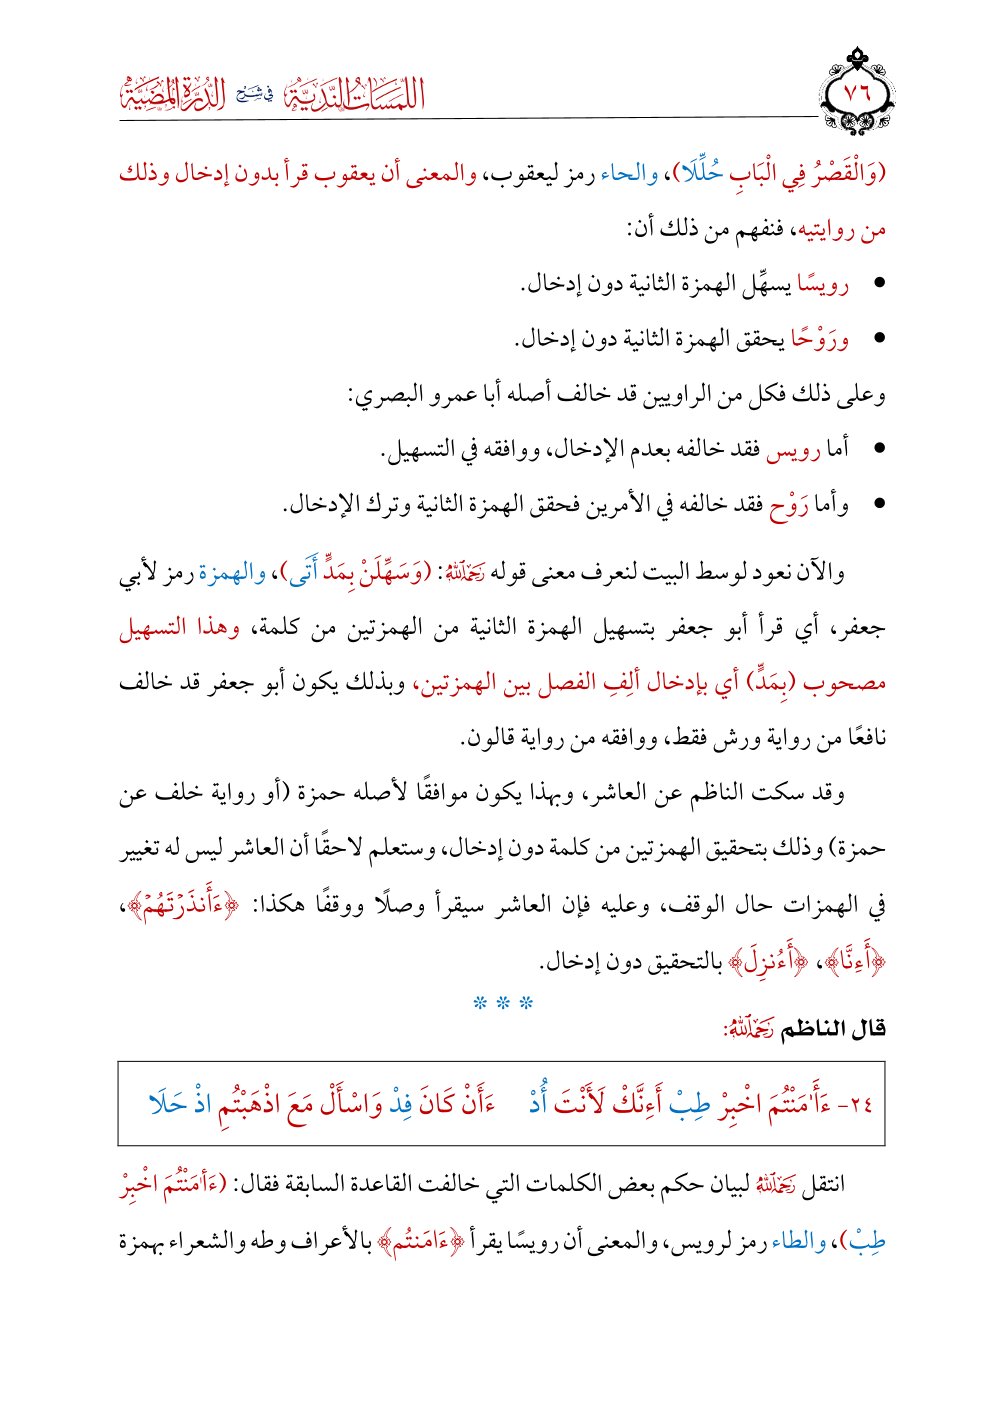 اللمسات الندية في شرح الدرة المضية
٧٦
(وَالْقَصْرُ فِي الْبَابِ حُلِّلَا)، والحاء رمز ليعقوب، والمعنى أن يعقوب قرأ بدون إدخال وذلك
من روايتيه، فنفهم من ذلك أن:
• رويسًا يسهِّل الهمزة الثانية دون إدخال.
• ورَوْحًا يحقق الهمزة الثانية دون إدخال.
وعلى ذلك فكل من الراويين قد خالف أصله أبا عمرو البصري:
• أما رويس فقد خالفه بعدم الإدخال، ووافقه في التسهيل.
• وأما رَوْح فقد خالفه في الأمرين فحقق الهمزة الثانية وترك الإدخال.
والآن نعود لوسط البيت لنعرف معنى قوله رَحِمَهُ اللَّهُ: (وَسَهِّلَنْ بِمَدٍّ أَتَى)، والهمزة رمز لأبي
جعفر، أي قرأ أبو جعفر بتسهيل الهمزة الثانية من الهمزتين من كلمة، وهذا التسهيل
مصحوب (بِمَدٍّ) أي بإدخال ألِفِ الفصل بين الهمزتين، وبذلك يكون أبو جعفر قد خالف
نافعًا من رواية ورش فقط، ووافقه من رواية قالون.
وقد سكت الناظم عن العاشر، وبهذا يكون موافقًا لأصله حمزة (أو رواية خلف عن
حمزة) وذلك بتحقيق الهمزتين من كلمة دون إدخال، وستعلم لاحقًا أن العاشر ليس له تغيير
في الهمزات حال الوقف، وعليه فإن العاشر سيقرأ وصلًا ووقفًا هكذا: ﴿ءَأَنذَرْتَهُمْ﴾،
﴿أَءِنَّا﴾، ﴿أَءُنزِلَ﴾ بالتحقيق دون إدخال.
* * *
قال الناظم رَحِمَهُ اللَّهُ:
٢٤- ءَأَٰمَنْتُمَ اخْبِرْ طِبْ أَءِنَّكْ لَأَنْتَ أُدْ ءَأَنْ كَانَ فِدْ وَاسْأَلْ مَعَ اذْهَبْتُمِ اذْ حَلَا
انتقل رَحِمَهُ اللَّهُ لبيان حكم بعض الكلمات التي خالفت القاعدة السابقة فقال: (ءَأٰمَنْتُمَ اخْبِرْ
طِبْ)، والطاء رمز لرويس، والمعنى أن رويسًا يقرأ ﴿ءَامَنتُم﴾ بالأعراف وطه والشعراء بهمزة